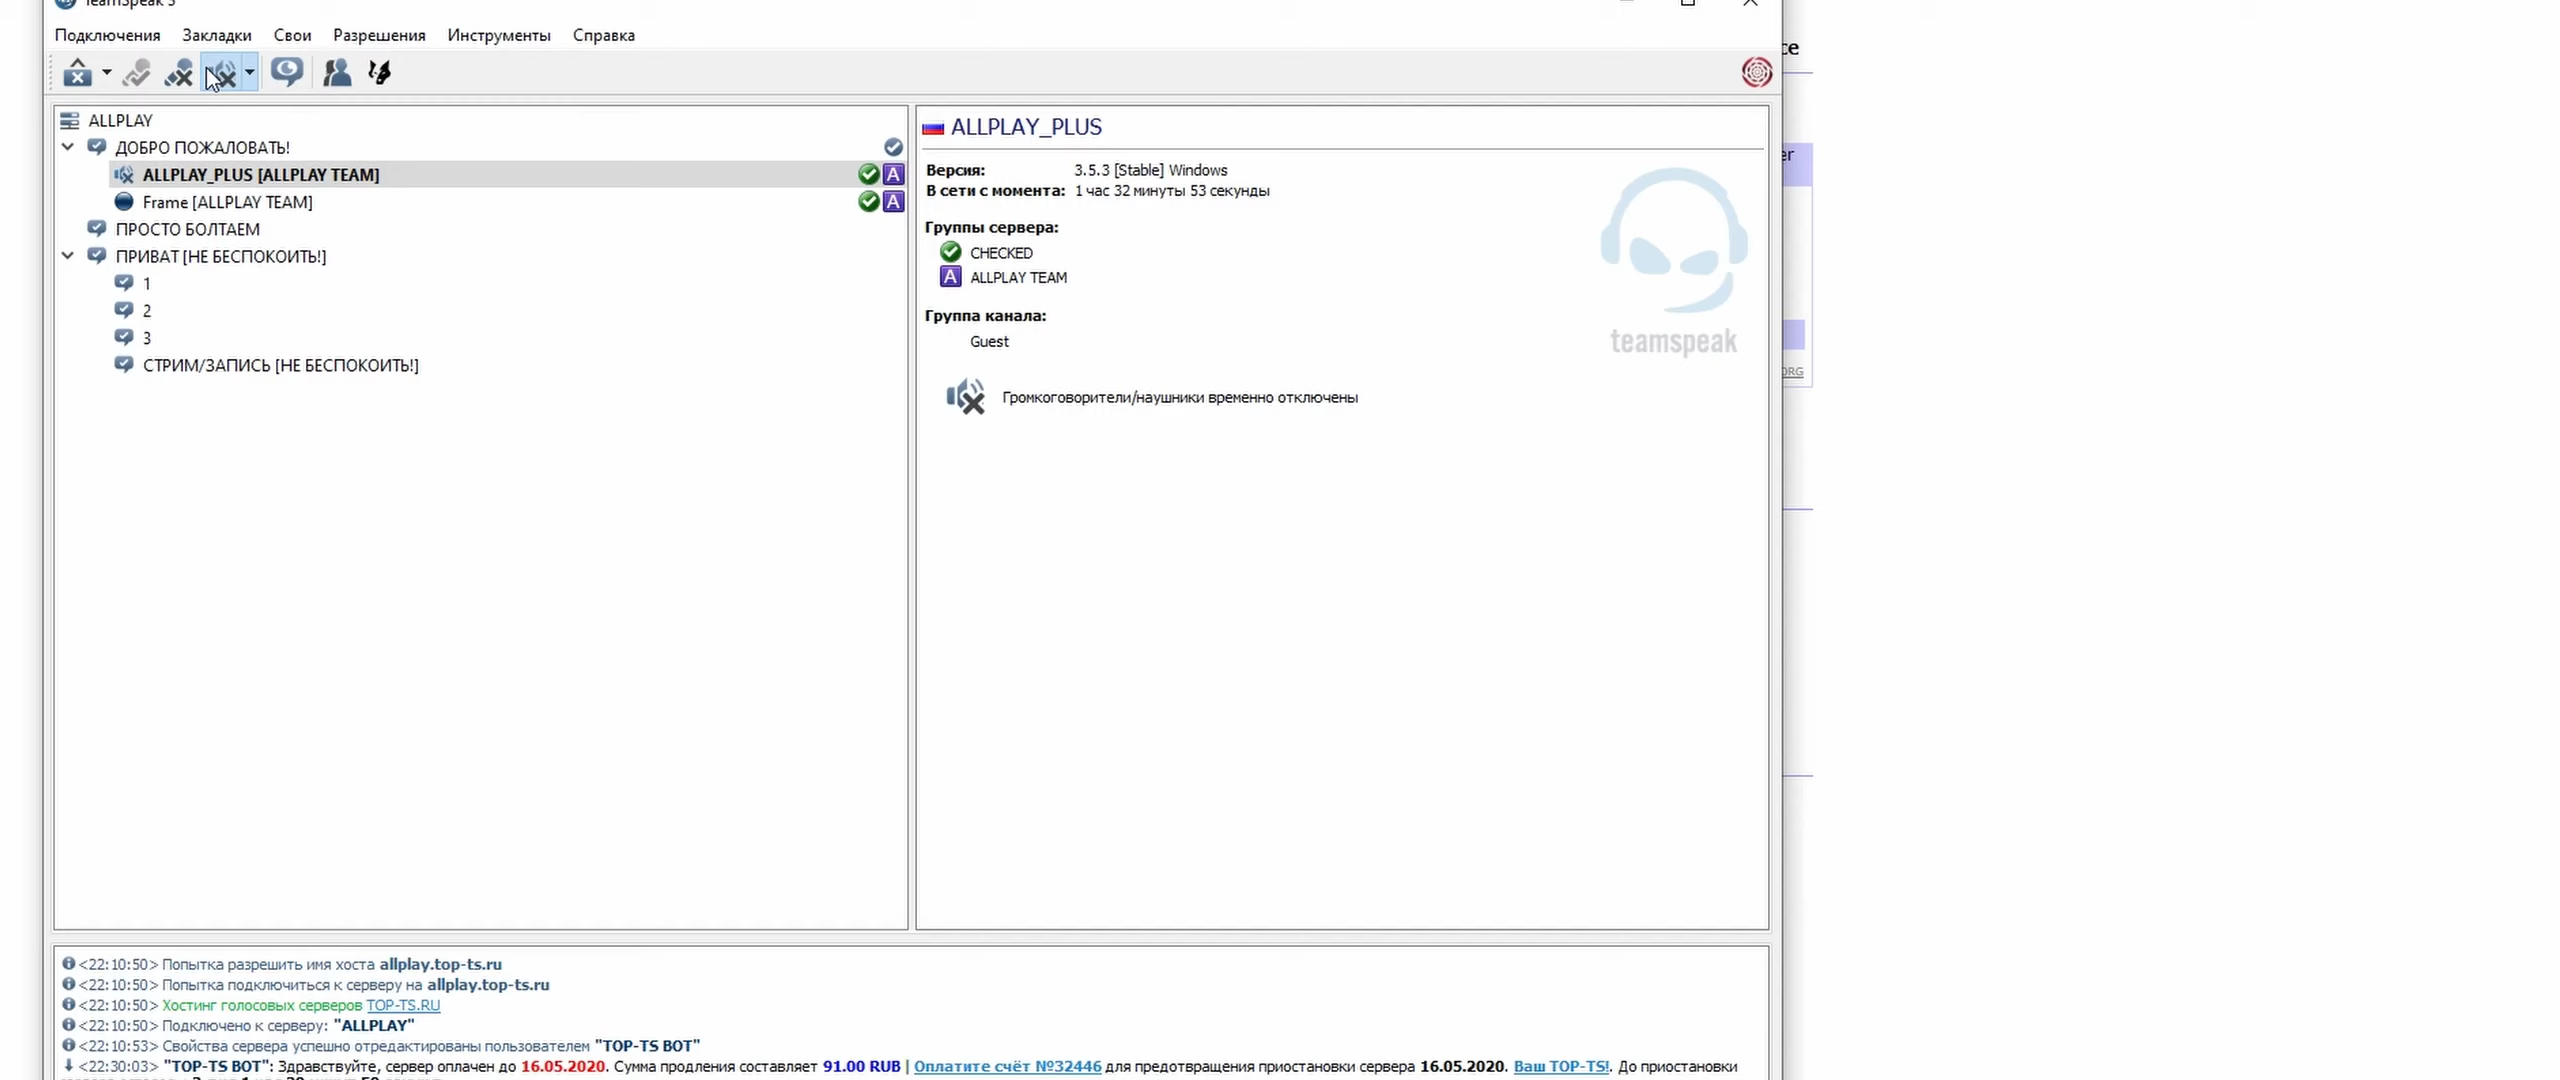 TeamSpeak 3
Подключения Закладки Свои Разрешения Инструменты Справка
ce
ALLPLAY
ДОБРО ПОЖАЛОВАТЬ!
ALLPLAY_PLUS [ALLPLAY TEAM]
A
Frame [ALLPLAY TEAM]
A
ПРОСТО БОЛТАЕМ
ПРИВАТ [НЕ БЕСПОКОИТЬ!]
1
2
3
СТРИМ/ЗАПИСЬ [НЕ БЕСПОКОИТЬ!]
ALLPLAY_PLUS
Версия: 3.5.3 [Stable] Windows
В сети с момента: 1 час 32 минуты 53 секунды
Группы сервера:
CHECKED
A ALLPLAY TEAM
Группа канала:
Guest
Громкоговорители/наушники временно отключены
teamspeak
er
ORG
<22:10:50> Попытка разрешить имя хоста allplay.top-ts.ru
<22:10:50> Попытка подключиться к серверу на allplay.top-ts.ru
<22:10:50> Хостинг голосовых серверов TOP-TS.RU
<22:10:50> Подключено к серверу: "ALLPLAY"
<22:10:53> Свойства сервера успешно отредактированы пользователем "TOP-TS BOT"
<22:30:03> "TOP-TS BOT": Здравствуйте, сервер оплачен до 16.05.2020. Сумма продления составляет 91.00 RUB | Оплатите счёт №32446 для предотвращения приостановки сервера 16.05.2020. Ваш TOP-TS!. До приостановки